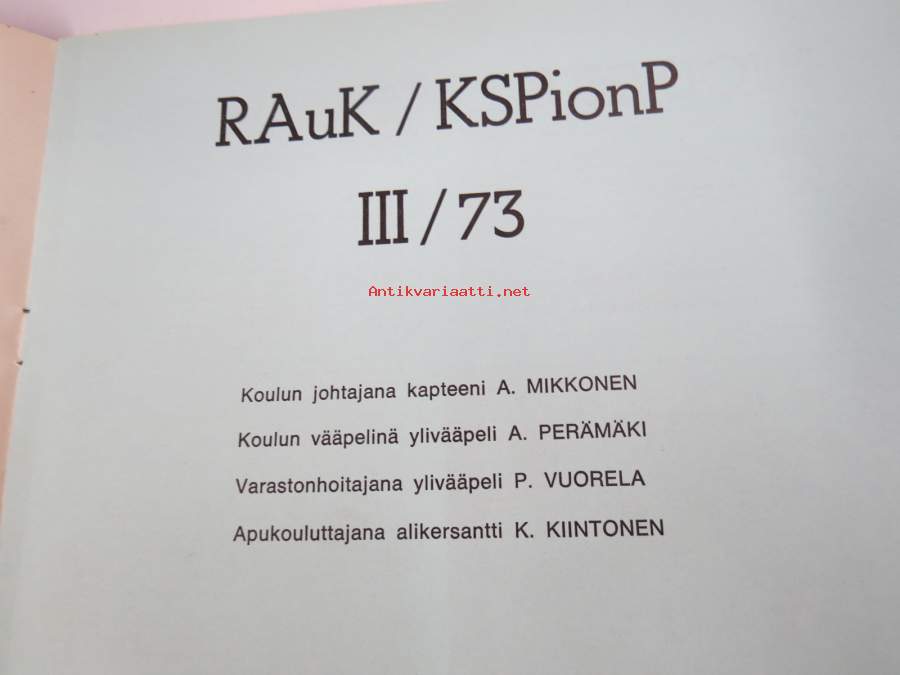 RAuK / KSPionP
III / 73
Antikvariaatti.net
Koulun johtajana kapteeni A. MIKKONEN
Koulun vääpelinä ylivääpeli A. PERÄMÄKI
Varastonhoitajana ylivääpeli P. VUORELA
Apukouluttajana alikersantti K. KIINTONEN